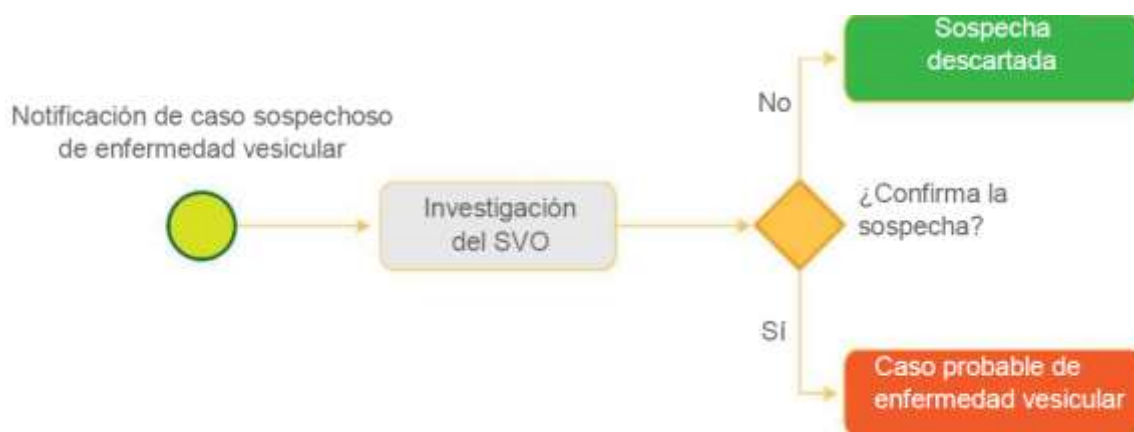 Notificación de caso sospechoso
de enfermedad vesicular
Investigación
del SVO
¿Confirma la
sospecha?
No
Sospecha
descartada
Sí
Caso probable de
enfermedad vesicular